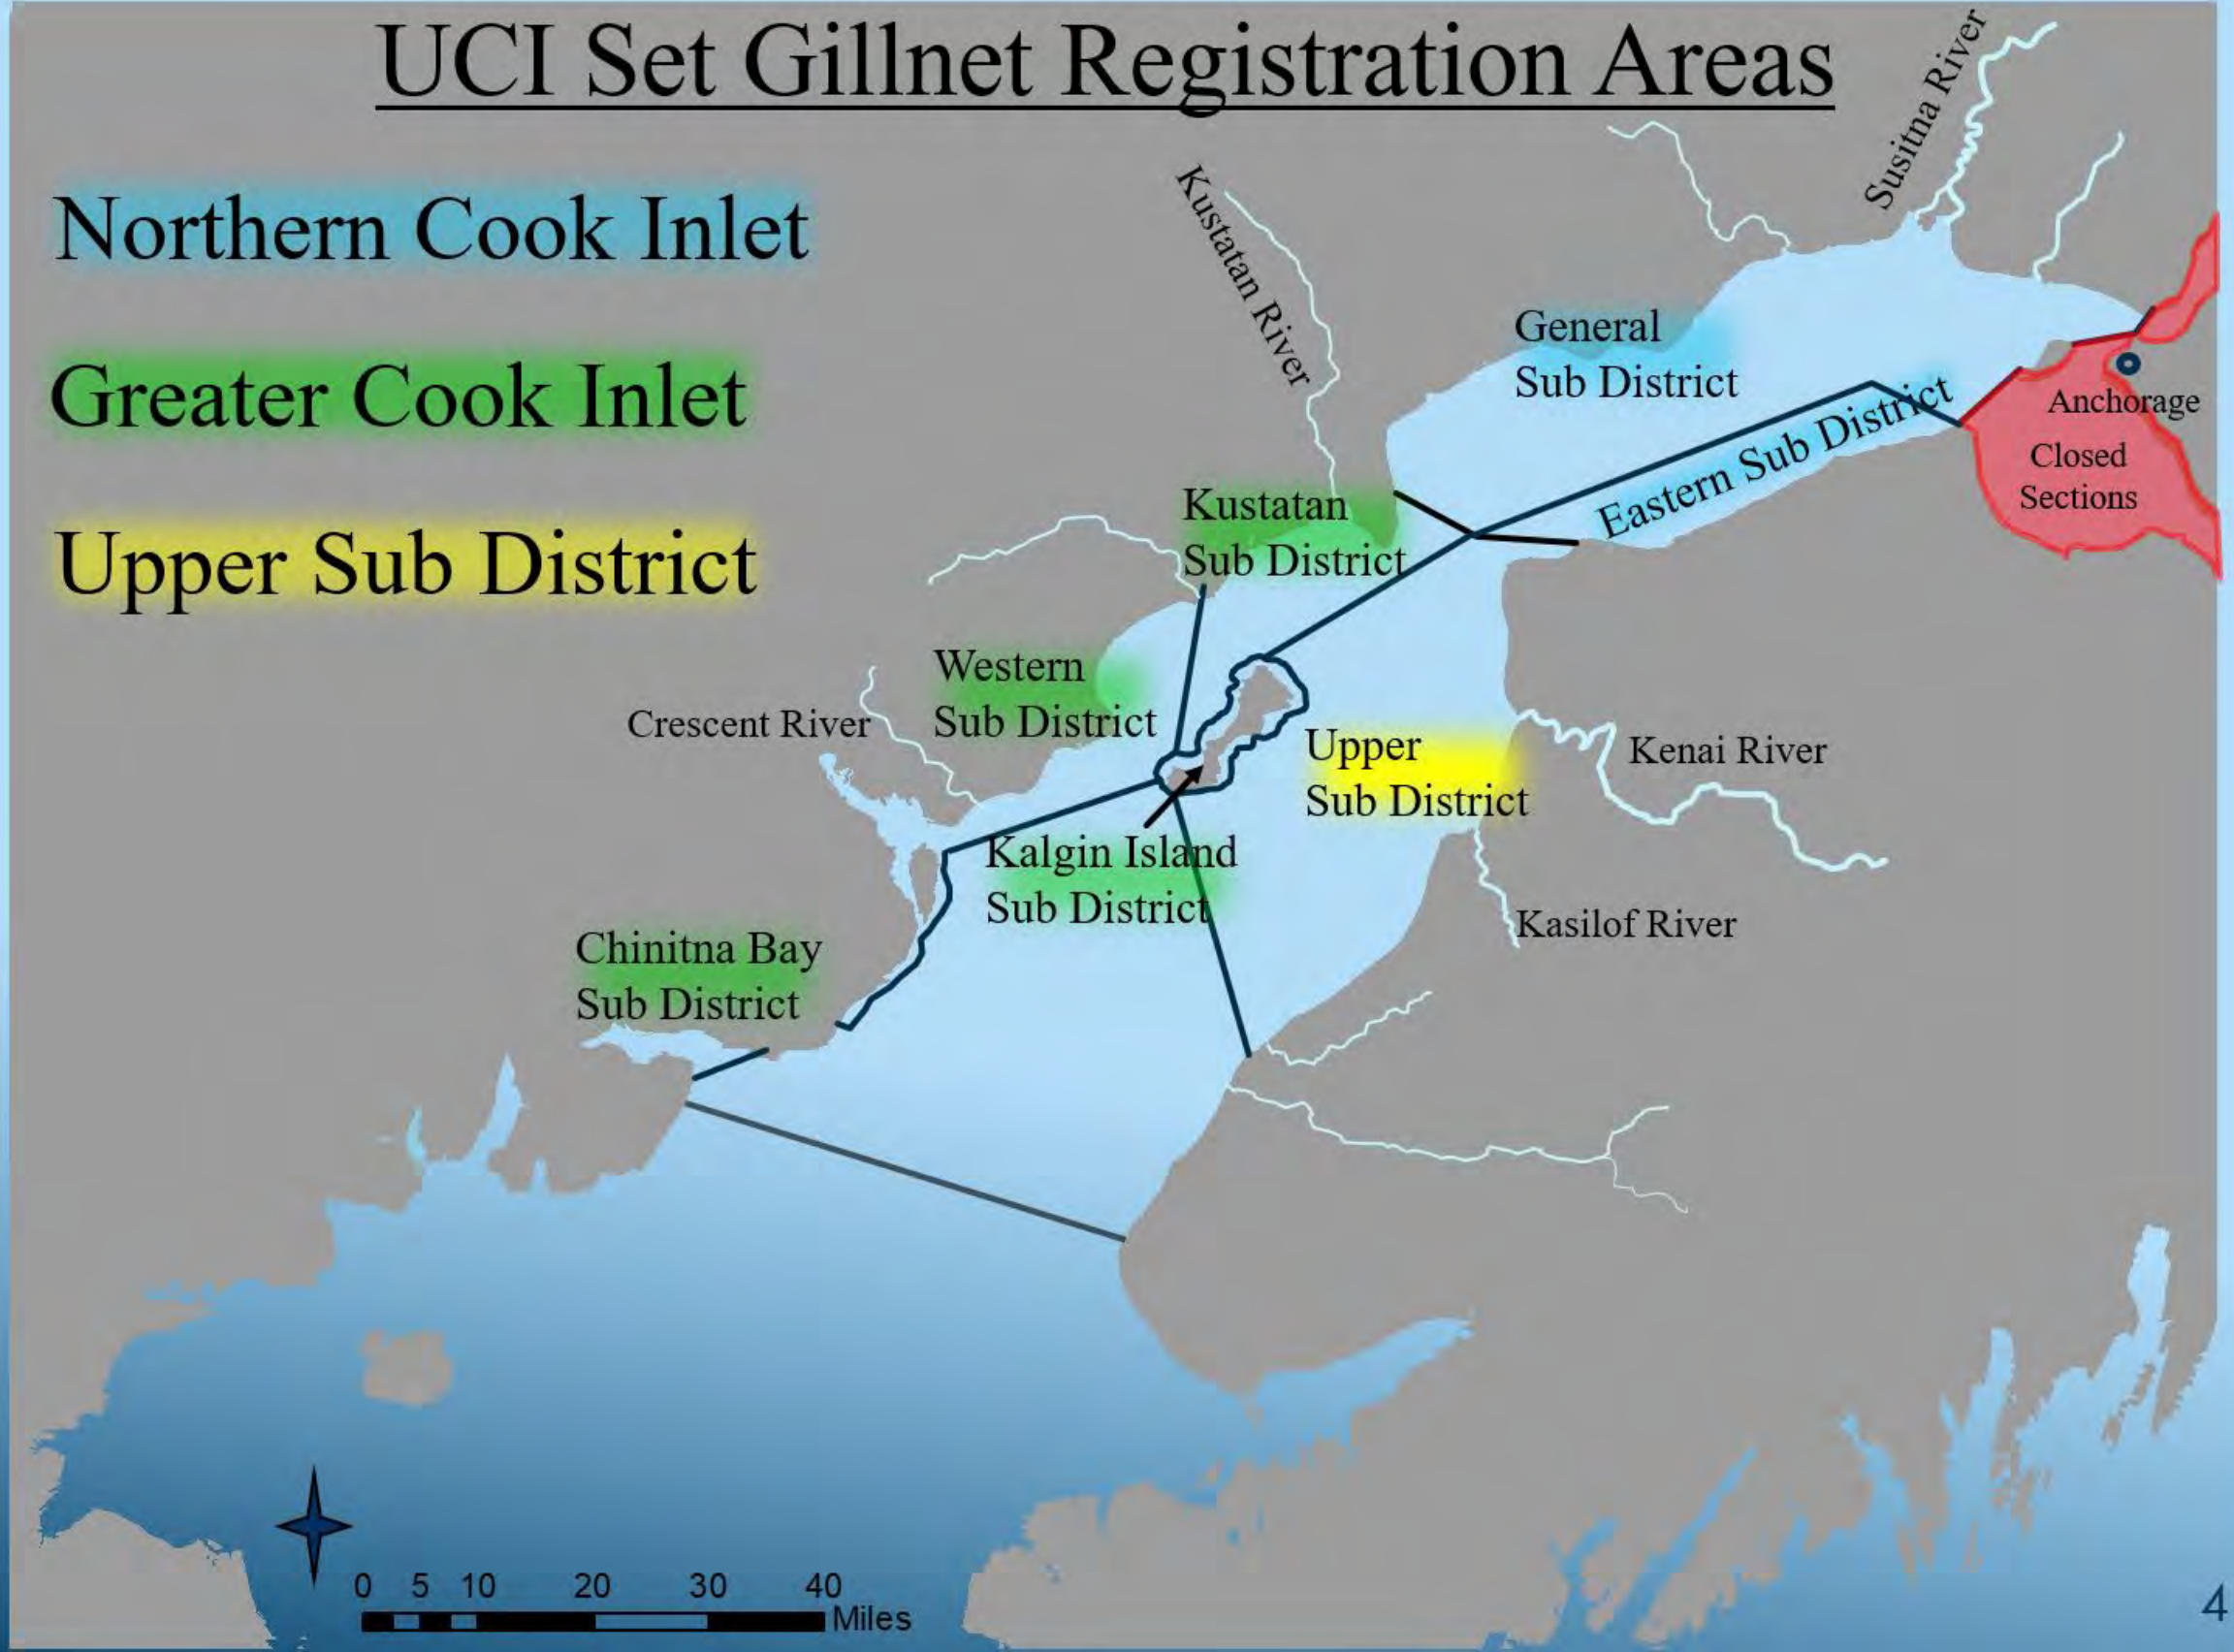 UCI Set Gillnet Registration Areas
Northern Cook Inlet
Greater Cook Inlet
Upper Sub District
Susitna River
Kustatan River
General
Sub District
Eastern Sub District
Anchorage
Closed
Sections
Kustatan
Sub District
Western
Sub District
Crescent River
Upper
Sub District
Kenai River
Kalgin Island
Sub District
Kasilof River
Chinitna Bay
Sub District
0 5 10 20 30 40
Miles
4